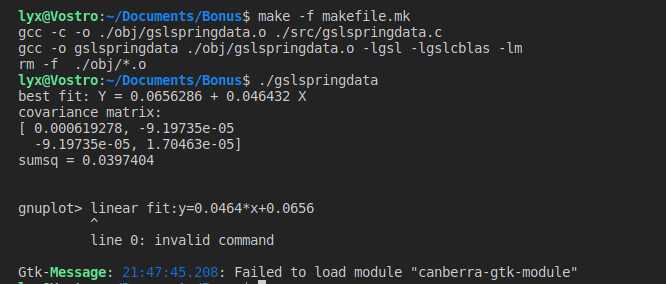 lyx@Vostro:~/Documents/Bonus$ make -f makefile.mk
gcc -c -o ./obj/gslspringdata.o ./src/gslspringdata.c
gcc -o gslspringdata ./obj/gslspringdata.o -lgsl -lgslcblas -lm
rm -f  ./obj/*.o
lyx@Vostro:~/Documents/Bonus$ ./gslspringdata
best fit: Y = 0.0656286 + 0.046432 X
covariance matrix:
[ 0.000619278, -9.19735e-05
  -9.19735e-05, 1.70463e-05]
sumsq = 0.0397404
gnuplot> linear fit:y=0.0464*x+0.0656
         ^
         line 0: invalid command
Gtk-Message: 21:47:45.208: Failed to load module "canberra-gtk-module"